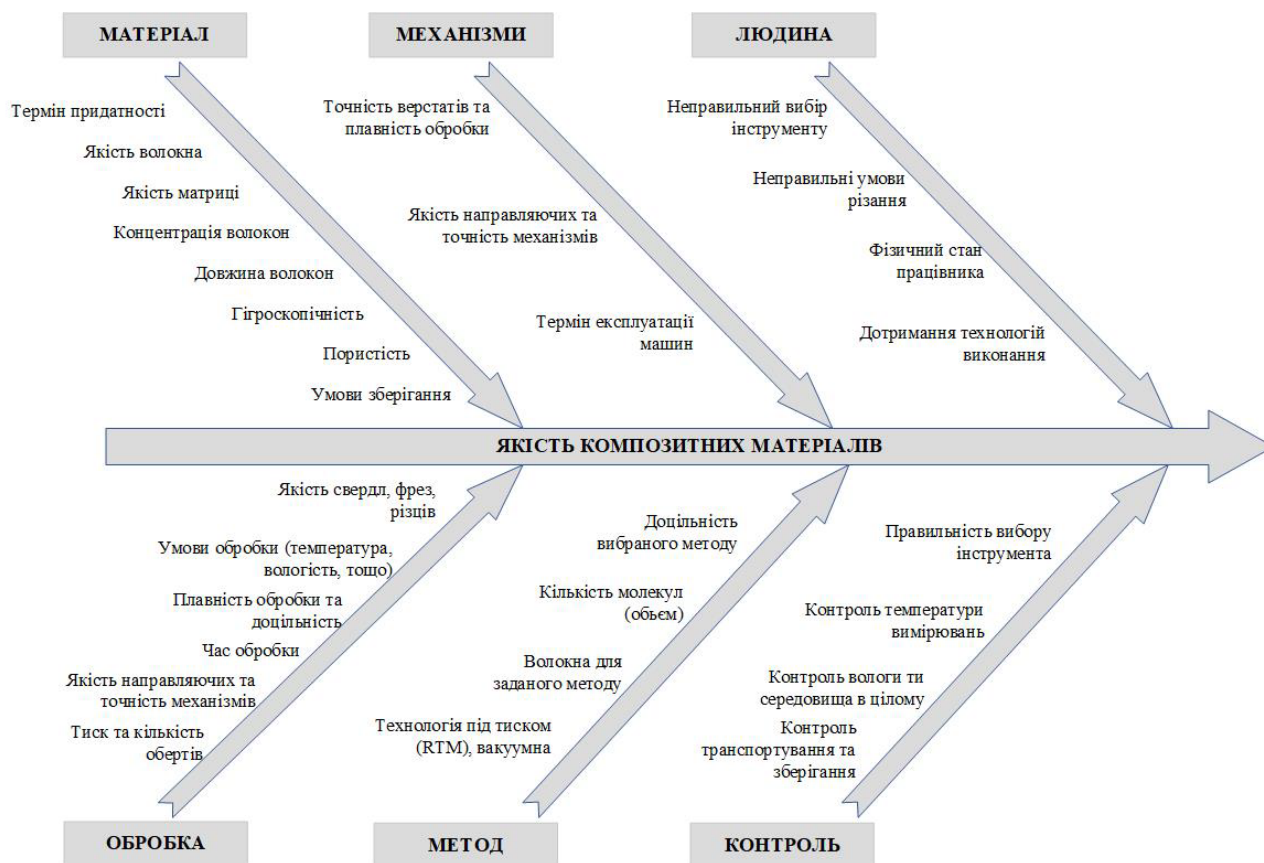 МАТЕРІАЛ
МЕХАНІЗМИ
ЛЮДИНА
Термін придатності
Якість волокна
Якість матриці
Концентрація волокон
Довжина волокон
Гігроскопічність
Пористість
Умови зберігання
Точність верстатів та
плавність обробки
Якість направляючих та
точність механізмів
Термін експлуатації
машин
Неправильний вибір
інструменту
Неправильні умови
різання
Фізичний стан
працівника
Дотримання технологій
виконання
ЯКІСТЬ КОМПОЗИТНИХ МАТЕРІАЛІВ
Якість свердл, фрез,
різців
Умови обробки (температура,
вологість, тощо)
Плавність обробки та
доцільність
Час обробки
Якість направляючих та
точність механізмів
Тиск та кількість
обертів
Доцільність
вибраного методу
Кількість молекул
(обьєм)
Волокна для
заданого методу
Технологія під тиском
(RTM), вакуумна
Правильність вибору
інструмента
Контроль температури
вимірювань
Контроль вологи ти
середовища в цілому
Контроль
транспортування та
зберігання
ОБРОБКА
МЕТОД
КОНТРОЛЬ